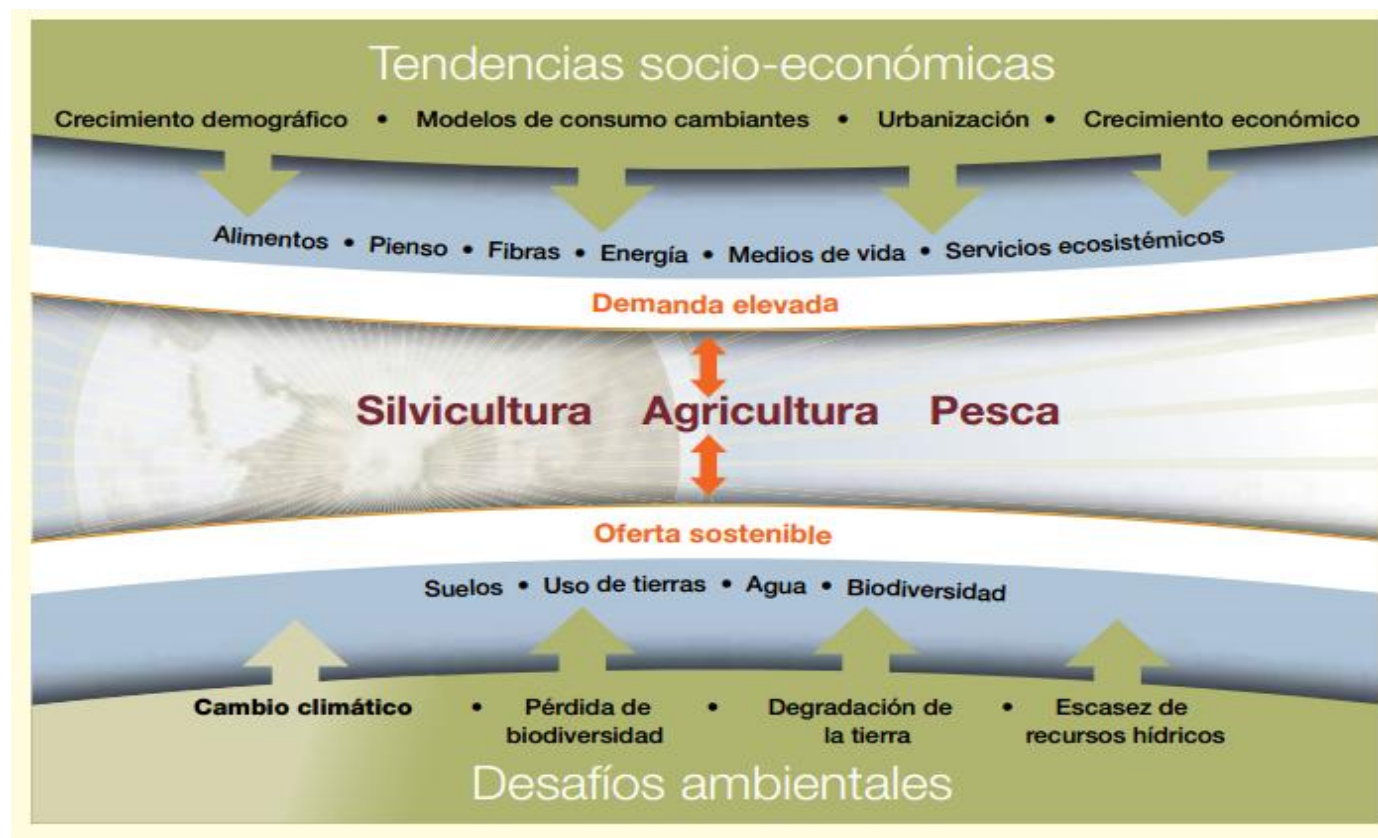 Tendencias socio-económicas
Crecimiento demográfico • Modelos de consumo cambiantes • Urbanización • Crecimiento económico
Alimentos • Pienso • Fibras • Energía • Medios de vida • Servicios ecosistémicos
Demanda elevada
Silvicultura Agricultura Pesca
Oferta sostenible
Suelos • Uso de tierras • Agua • Biodiversidad
Cambio climático • Pérdida de biodiversidad • Degradación de la tierra • Escasez de recursos hídricos
Desafíos ambientales